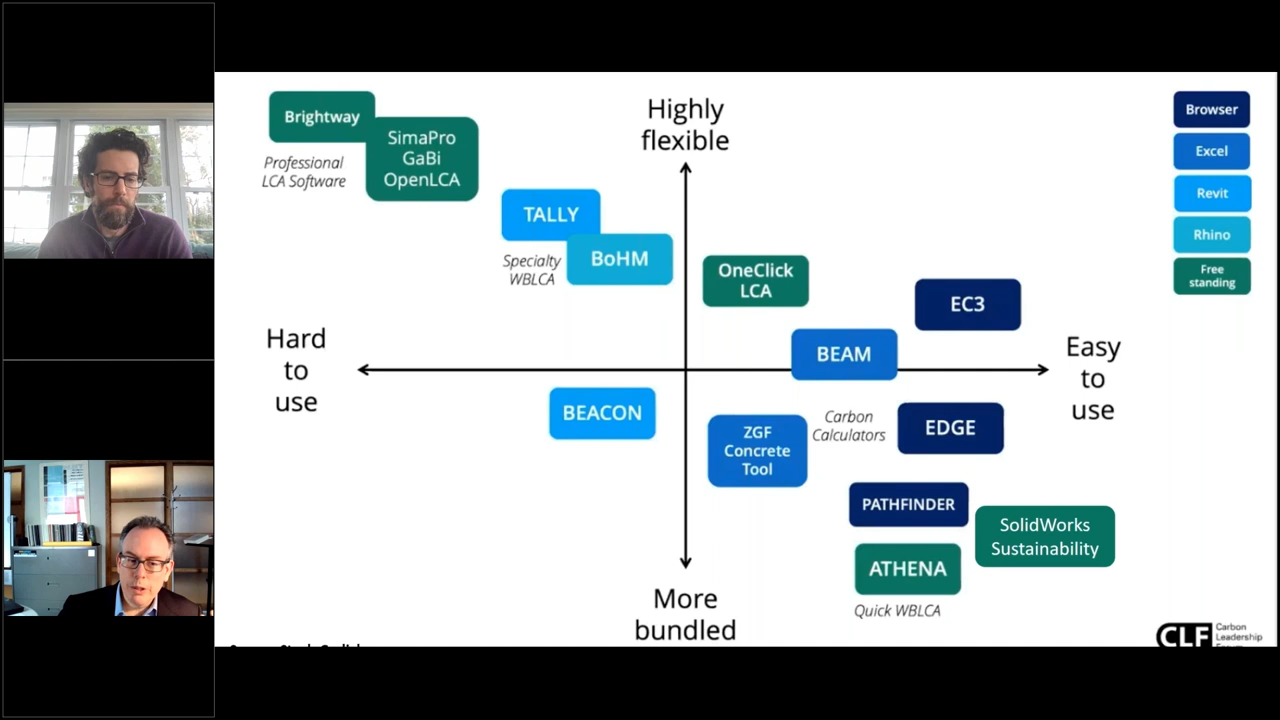 Highly
flexible
Brightway
SimaPro
GaBi
OpenLCA
Professional
LCA Software
TALLY
BoHM
Specialty
WBLCA
OneClick
LCA
EC3
BEAM
Hard
to
use
Easy
to
use
BEACON
ZGF
Concrete
Tool
Carbon
Calculators
EDGE
PATHFINDER
SolidWorks
Sustainability
ATHENA
Quick WBLCA
More
bundled
Browser
Excel
Revit
Rhino
Free
standing
CLF
Carbon
Leadership